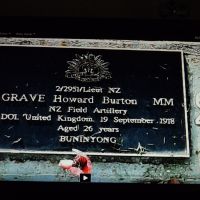 2/2951/Lieut NZ
GRAVE Howard Burton MM
NZ Field Artillery
DOI, United Kingdom, 19 September 1918
Aged 26 years
BUNINYONG